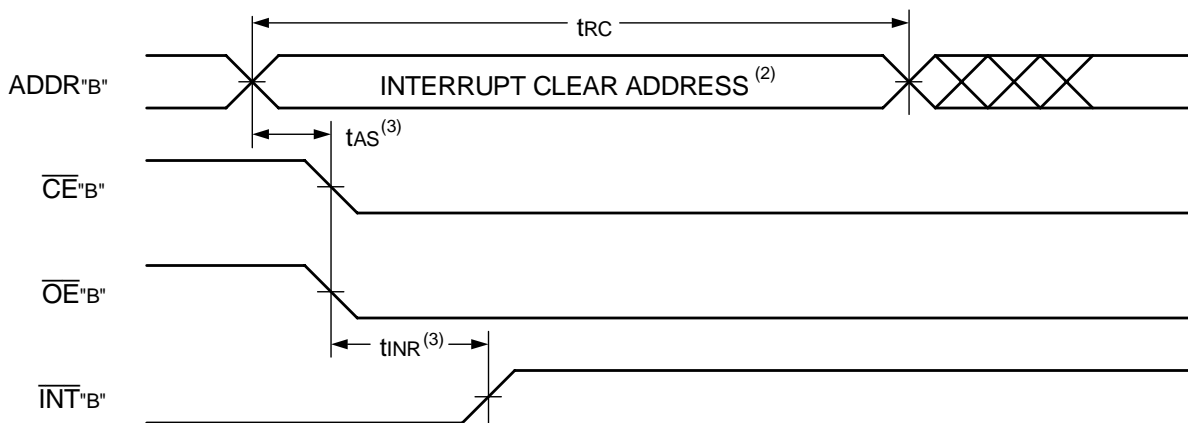 tRC
ADDR"B"
INTERRUPT CLEAR ADDRESS (2)
tAS(3)
CE"B"
OE"B"
tINR(3)
INT"B"